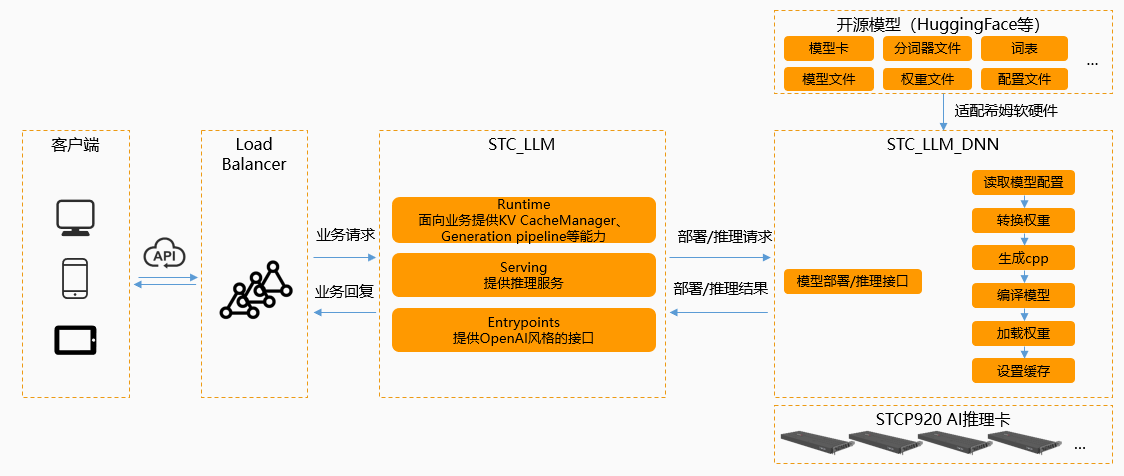 开源模型（HuggingFace等）
模型卡
分词器文件
词表
模型文件
权重文件
配置文件
...
适配希姆软硬件
客户端
API
Load
Balancer
业务请求
业务回复
STC_LLM
Runtime
面向业务提供KV CacheManager、
Generation pipeline等能力
Serving
提供推理服务
Entrypoints
提供OpenAI风格的接口
部署/推理请求
部署/推理结果
STC_LLM_DNN
模型部署/推理接口
读取模型配置
转换权重
生成cpp
编译模型
加载权重
设置缓存
STCP920 AI推理卡
...